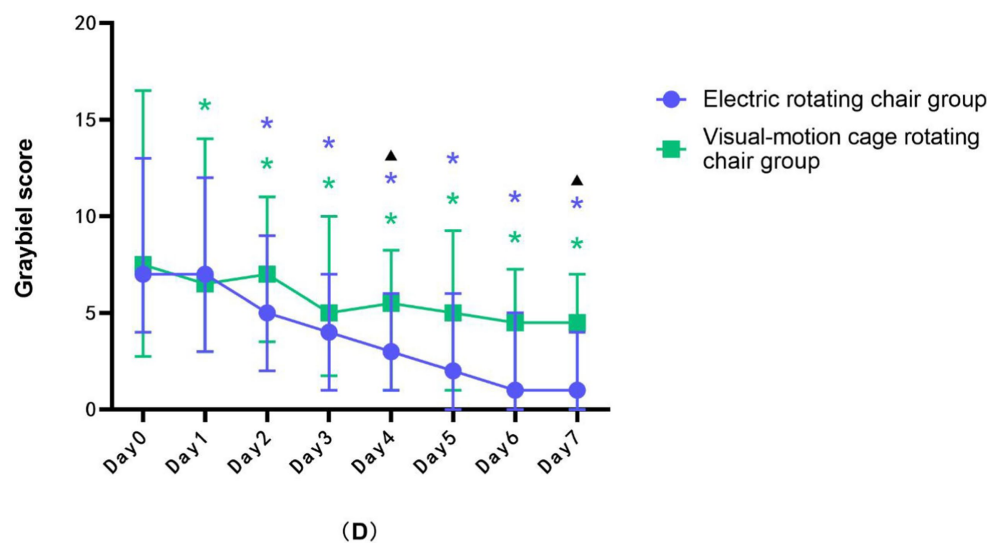 20
15
10
5
0
Graybiel score
* * * * * * *
* * * ▲ * * * ▲
Day0 Day1 Day2 Day3 Day4 Day5 Day6 Day7
Electric rotating chair group
Visual-motion cage rotating
chair group
(D)